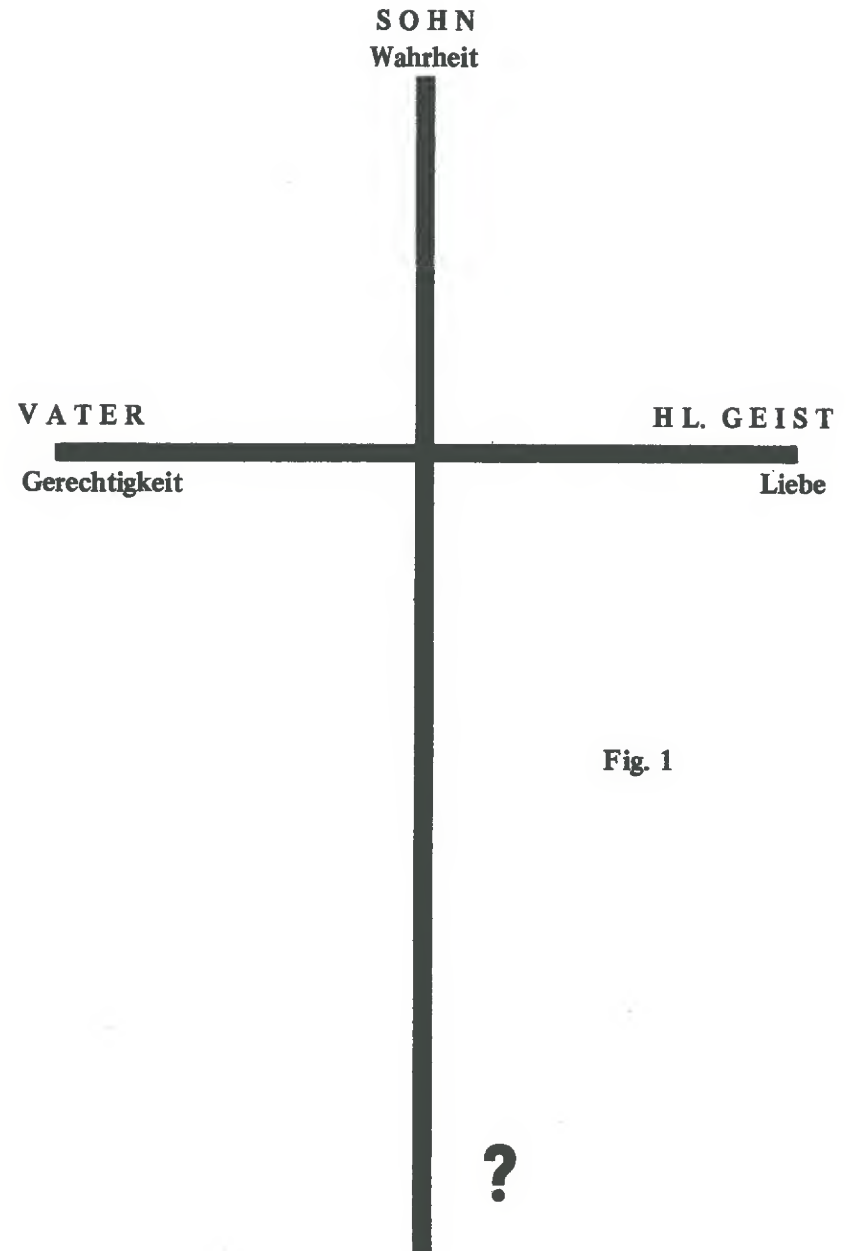 SOHN
Wahrheit
VATER
HL. GEIST
Gerechtigkeit
Liebe
Fig. 1
?